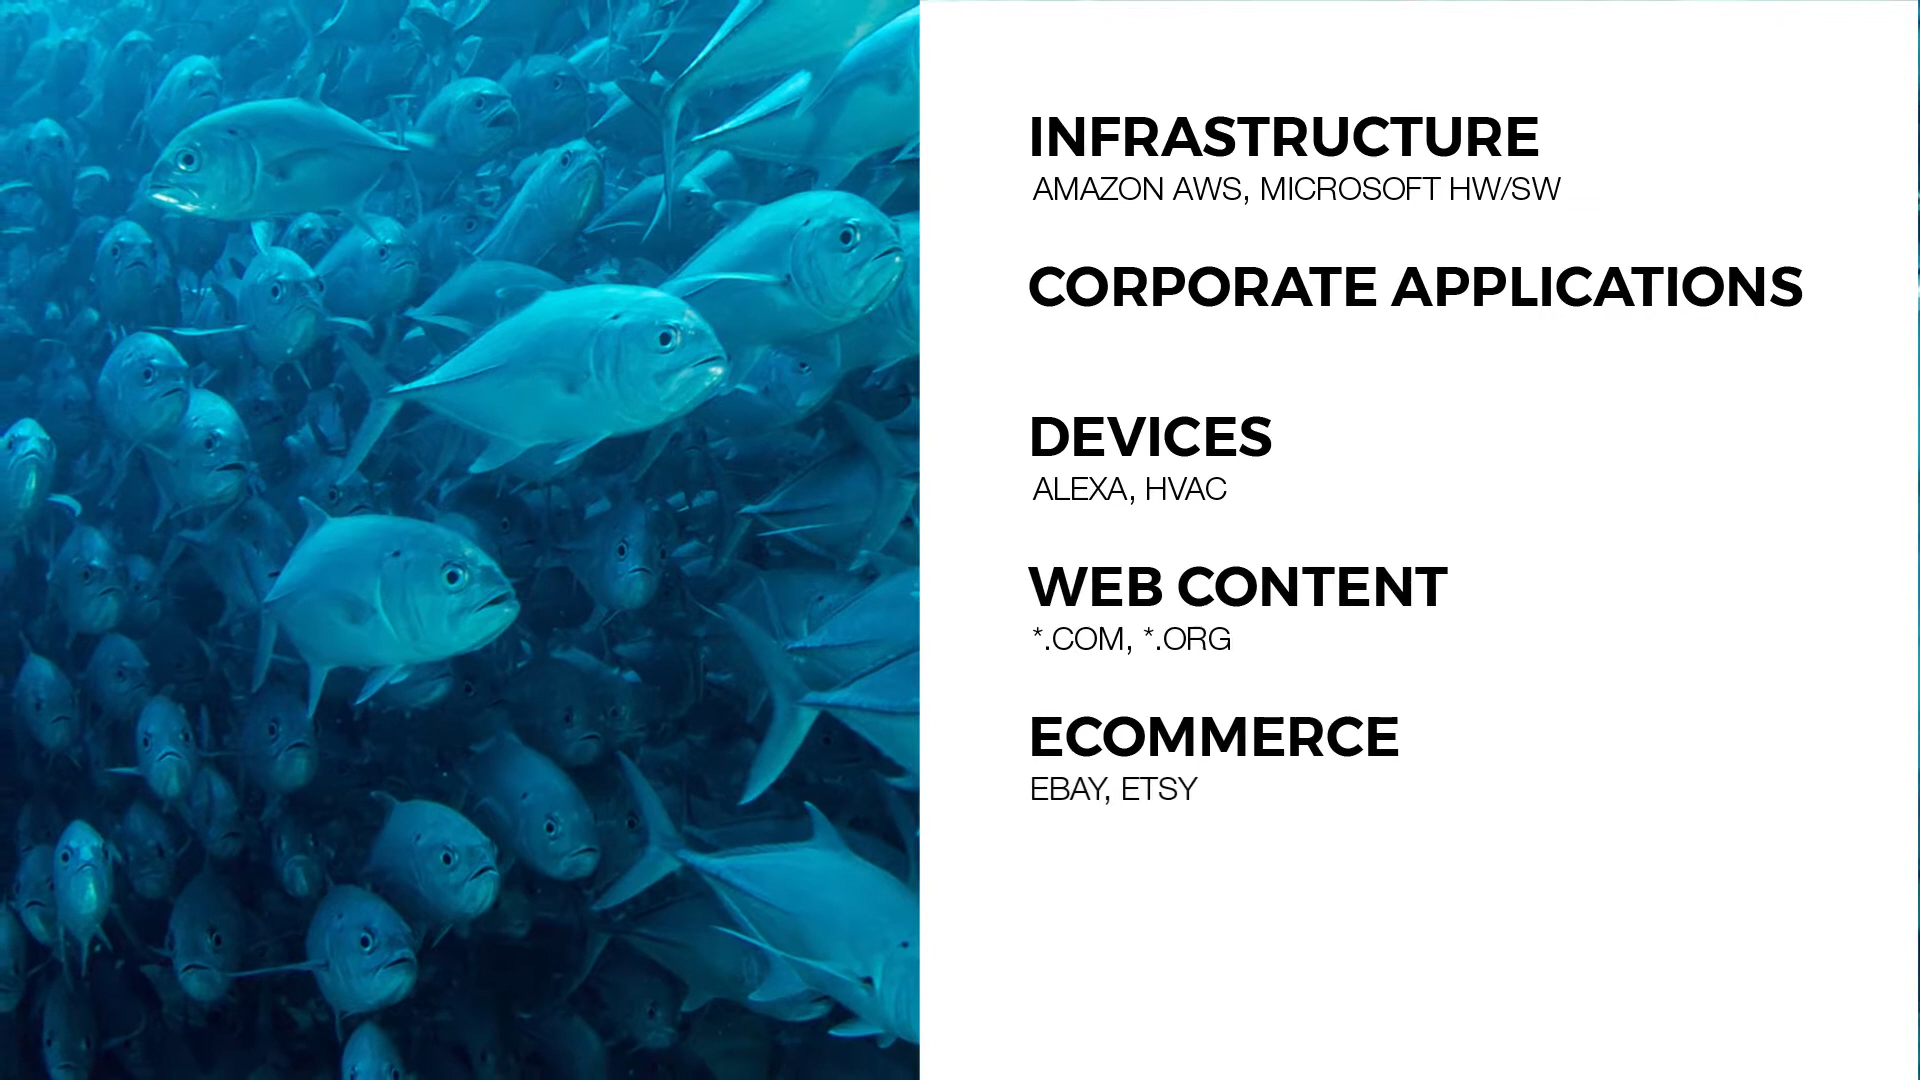 INFRASTRUCTURE
AMAZON AWS, MICROSOFT HW/SW
CORPORATE APPLICATIONS
DEVICES
ALEXA, HVAC
WEB CONTENT
*.COM, *.ORG
ECOMMERCE
EBAY, ETSY